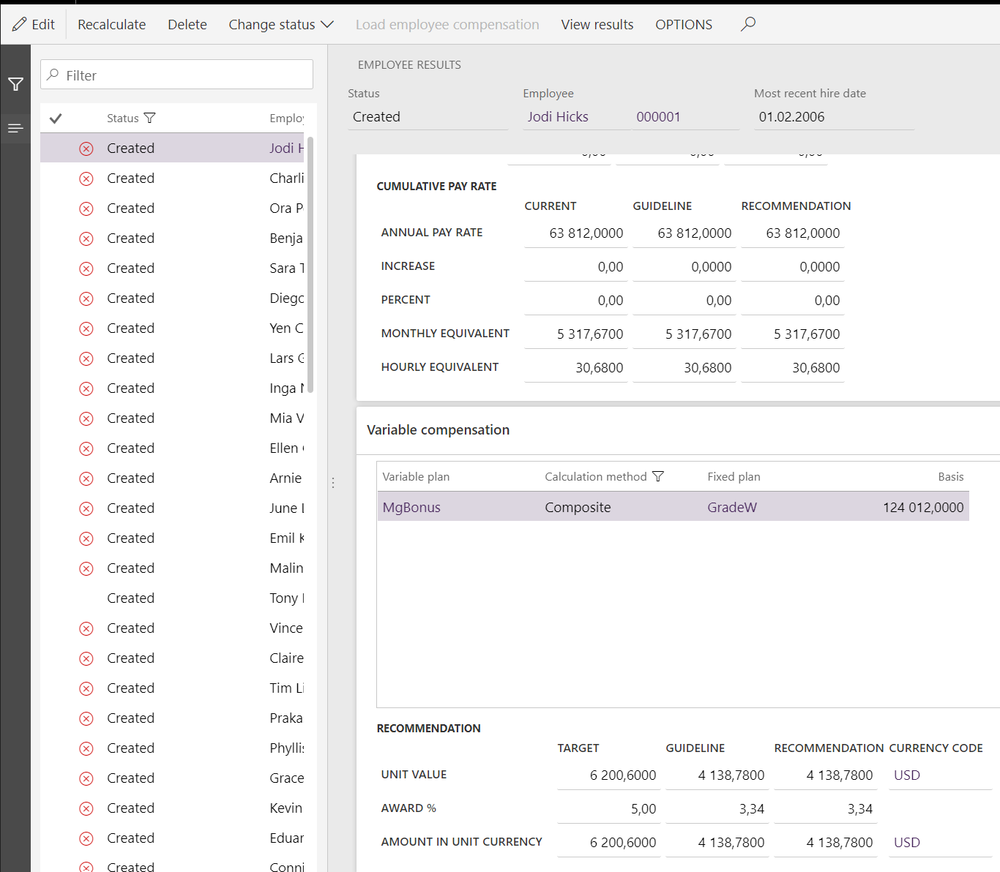 Edit Recalculate Delete Change status Load employee compensation View results OPTIONS
Filter
Status Employ
Created Jodi H
Created Charli
Created Ora P
Created Benja
Created Sara T
Created Diego
Created Yen C
Created Lars G
Created Inga N
Created Mia V
Created Ellen
Created Arnie
Created June L
Created Emil K
Created Malin
Created Tony
Created Vince
Created Claire
Created Tim Li
Created Praka
Created Phyllis
Created Grace
Created Kevin
Created Eduar
Created Conni
EMPLOYEE RESULTS
Status Employee Most recent hire date
Created Jodi Hicks 000001 01.02.2006
0,00 0,00 0,00
CUMULATIVE PAY RATE
CURRENT GUIDELINE RECOMMENDATION
ANNUAL PAY RATE 63 812,0000 63 812,0000 63 812,0000
INCREASE 0,00 0,0000 0,0000
PERCENT 0,00 0,00 0,00
MONTHLY EQUIVALENT 5 317,6700 5 317,6700 5 317,6700
HOURLY EQUIVALENT 30,6800 30,6800 30,6800
Variable compensation
Variable plan Calculation method Fixed plan Basis
MgBonus Composite GradeW 124 012,0000
RECOMMENDATION
TARGET GUIDELINE RECOMMENDATION CURRENCY CODE
UNIT VALUE 6 200,6000 4 138,7800 4 138,7800 USD
AWARD % 5,00 3,34 3,34
AMOUNT IN UNIT CURRENCY 6 200,6000 4 138,7800 4 138,7800 USD